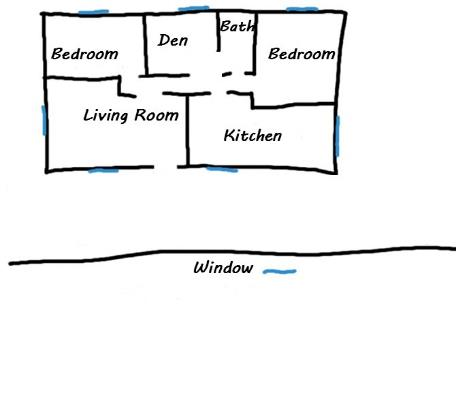 Bath
Den
Bedroom
Bedroom
Living Room
Kitchen
Window